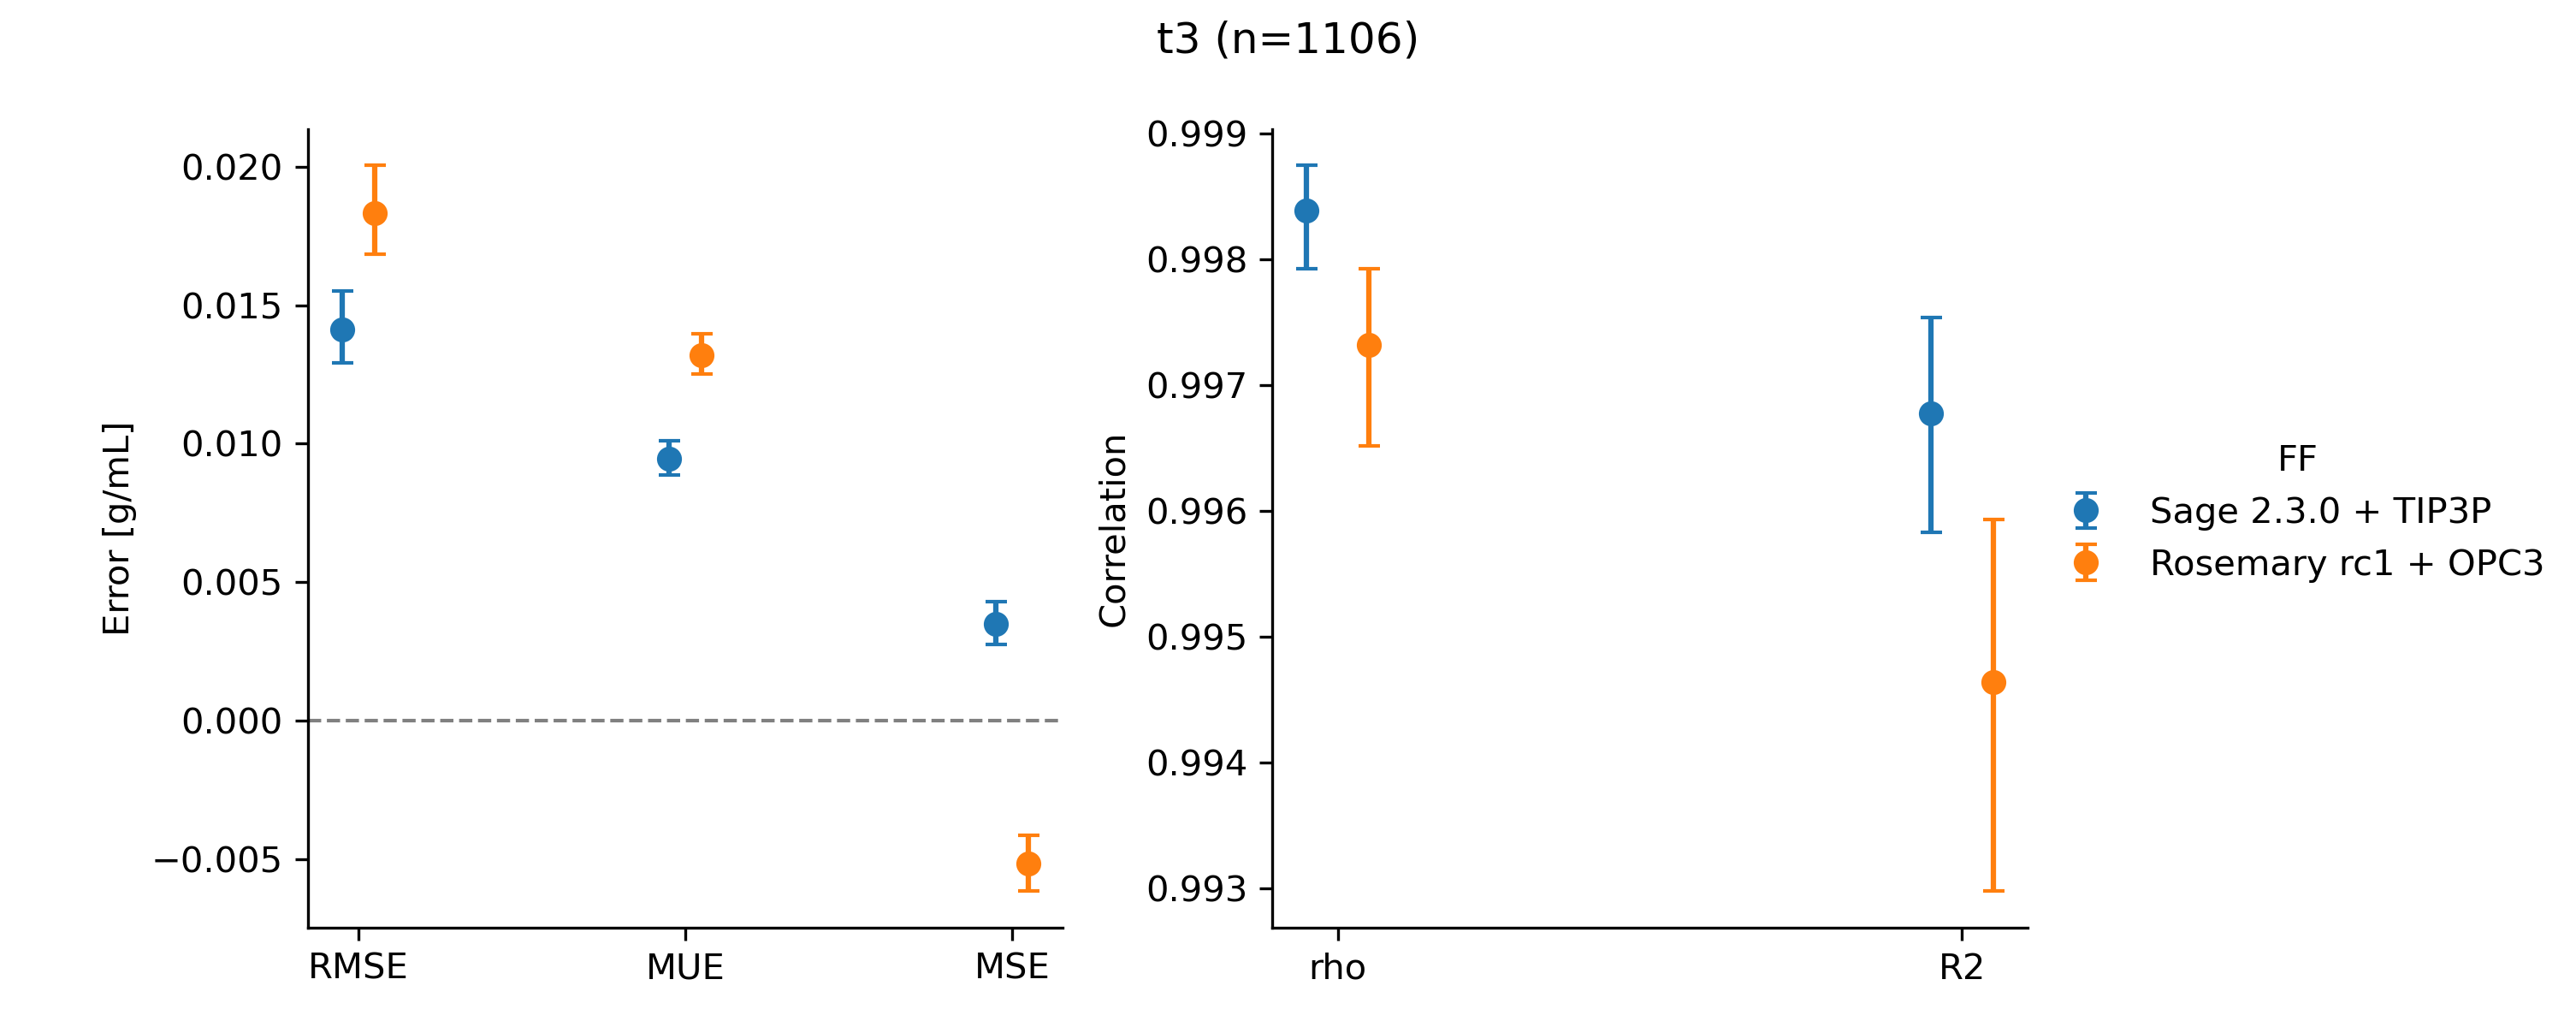 t3 (n=1106)
Error [g/mL]
0.020
0.015
0.010
0.005
0.000
−0.005
RMSE
MUE
MSE
Correlation
0.999
0.998
0.997
0.996
0.995
0.994
0.993
rho
R2
FF
Sage 2.3.0 + TIP3P
Rosemary rc1 + OPC3